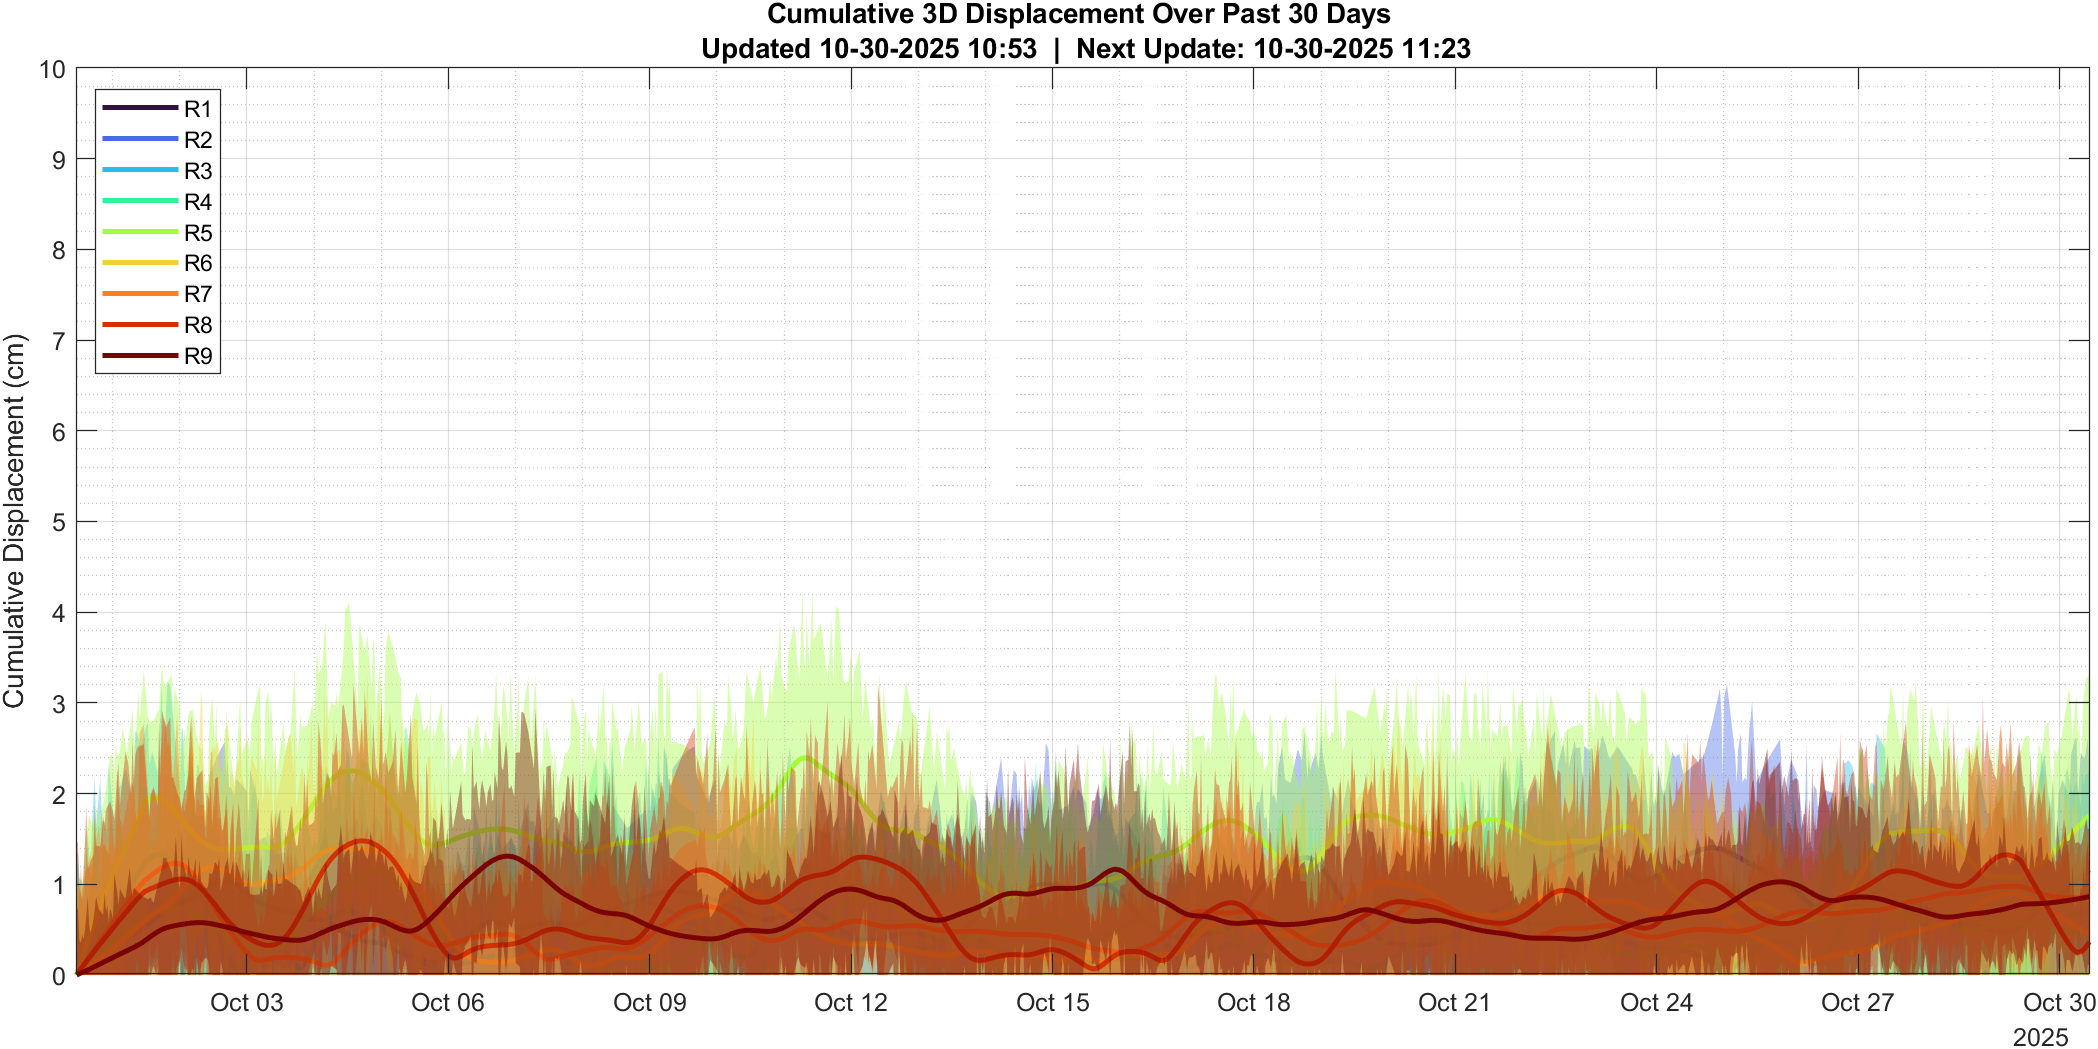 Cumulative 3D Displacement Over Past 30 Days
Updated 10-30-2025 10:53 | Next Update: 10-30-2025 11:23
Cumulative Displacement (cm)
10
9
8
7
6
5
4
3
2
1
0
R1
R2
R3
R4
R5
R6
R7
R8
R9
Oct 03 Oct 06 Oct 09 Oct 12 Oct 15 Oct 18 Oct 21 Oct 24 Oct 27 Oct 30
2025